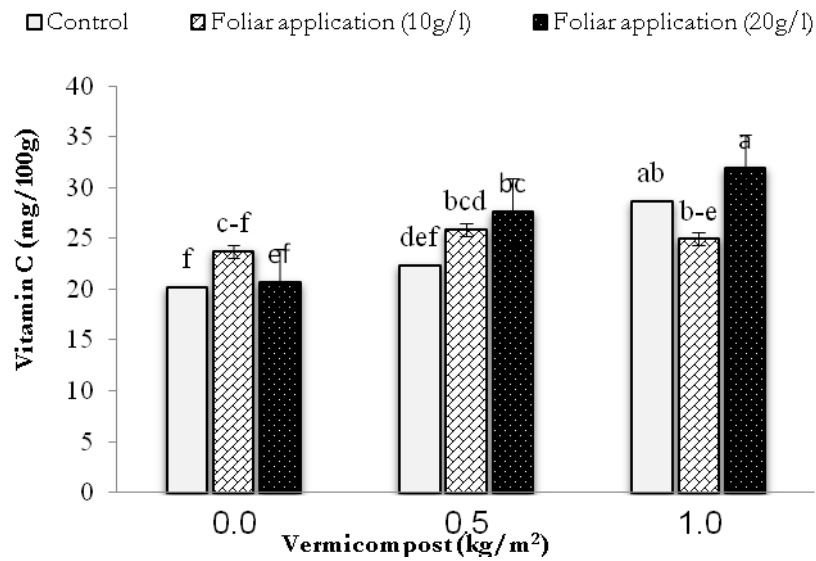 Control Foliar application (10g/l) Foliar application (20g/l)
40
35
30
25
20
15
10
5
0
Vitamin C (mg/100g)
f c-f ef
def bcd bc
ab b-e a
0.0 0.5 1.0
Vermicompost (kg/m²)